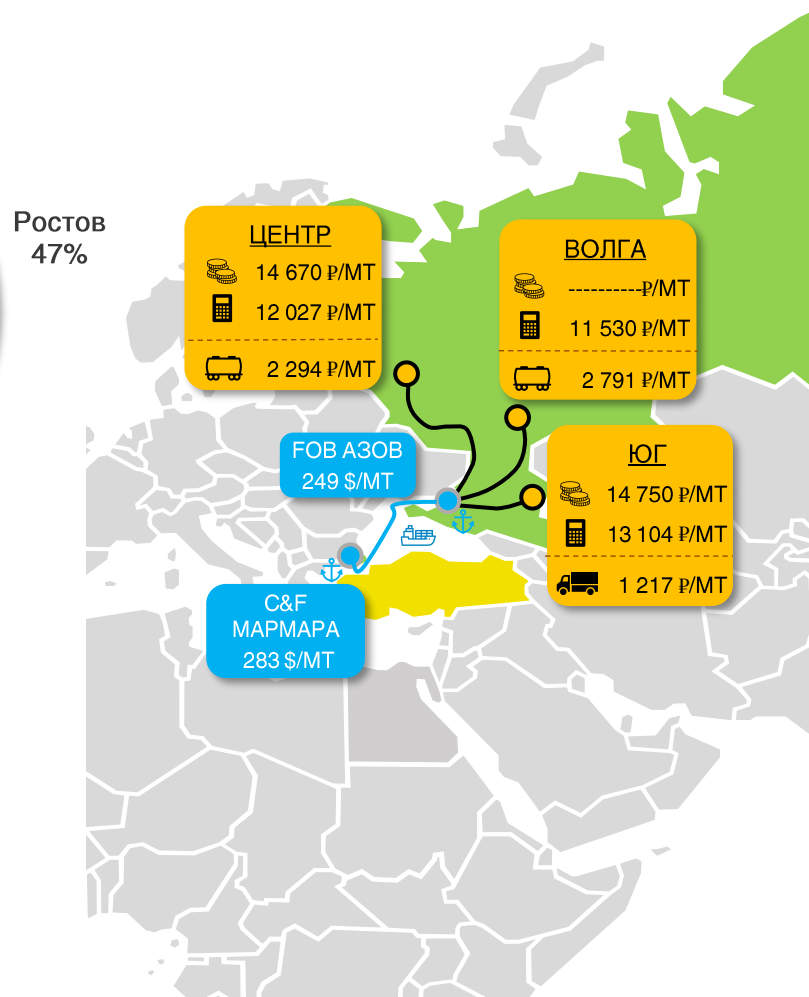 Ростов
47%
ЦЕНТР
14 670 ₽/МТ
12 027 ₽/МТ
2 294 ₽/МТ
ВОЛГА
----------₽/МТ
11 530 ₽/МТ
2 791 ₽/МТ
FOB АЗОВ
249 $/МТ
ЮГ
14 750 ₽/МТ
13 104 ₽/МТ
1 217 ₽/МТ
C&F
МАРМАРА
283 $/МТ